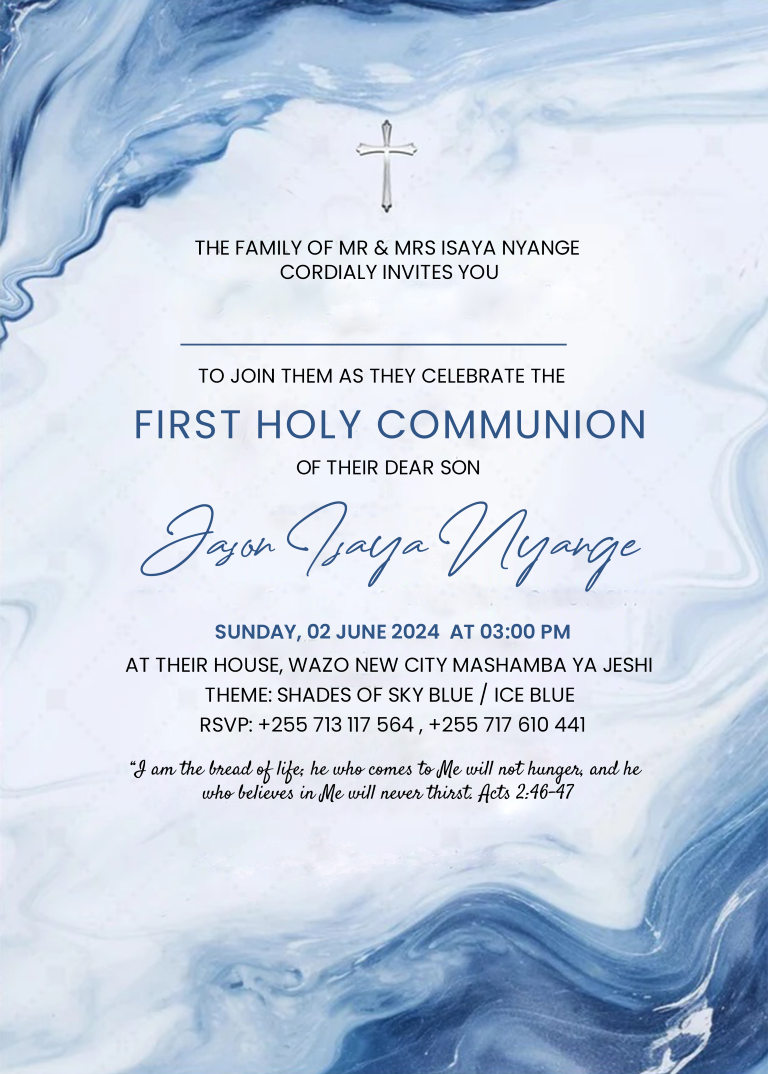 THE FAMILY OF MR & MRS ISAYA NYANGE
CORDIALY INVITES YOU
TO JOIN THEM AS THEY CELEBRATE THE
FIRST HOLY COMMUNION
OF THEIR DEAR SON
Jason Isaya Nyange
SUNDAY, 02 JUNE 2024 AT 03:00 PM
AT THEIR HOUSE, WAZO NEW CITY MASHAMBA YA JESHI
THEME: SHADES OF SKY BLUE / ICE BLUE
RSVP: +255 713 117 564 , +255 717 610 441
“I am the bread of life; he who comes to Me will not hunger, and he
who believes in Me will never thirst. Acts 2:46-47